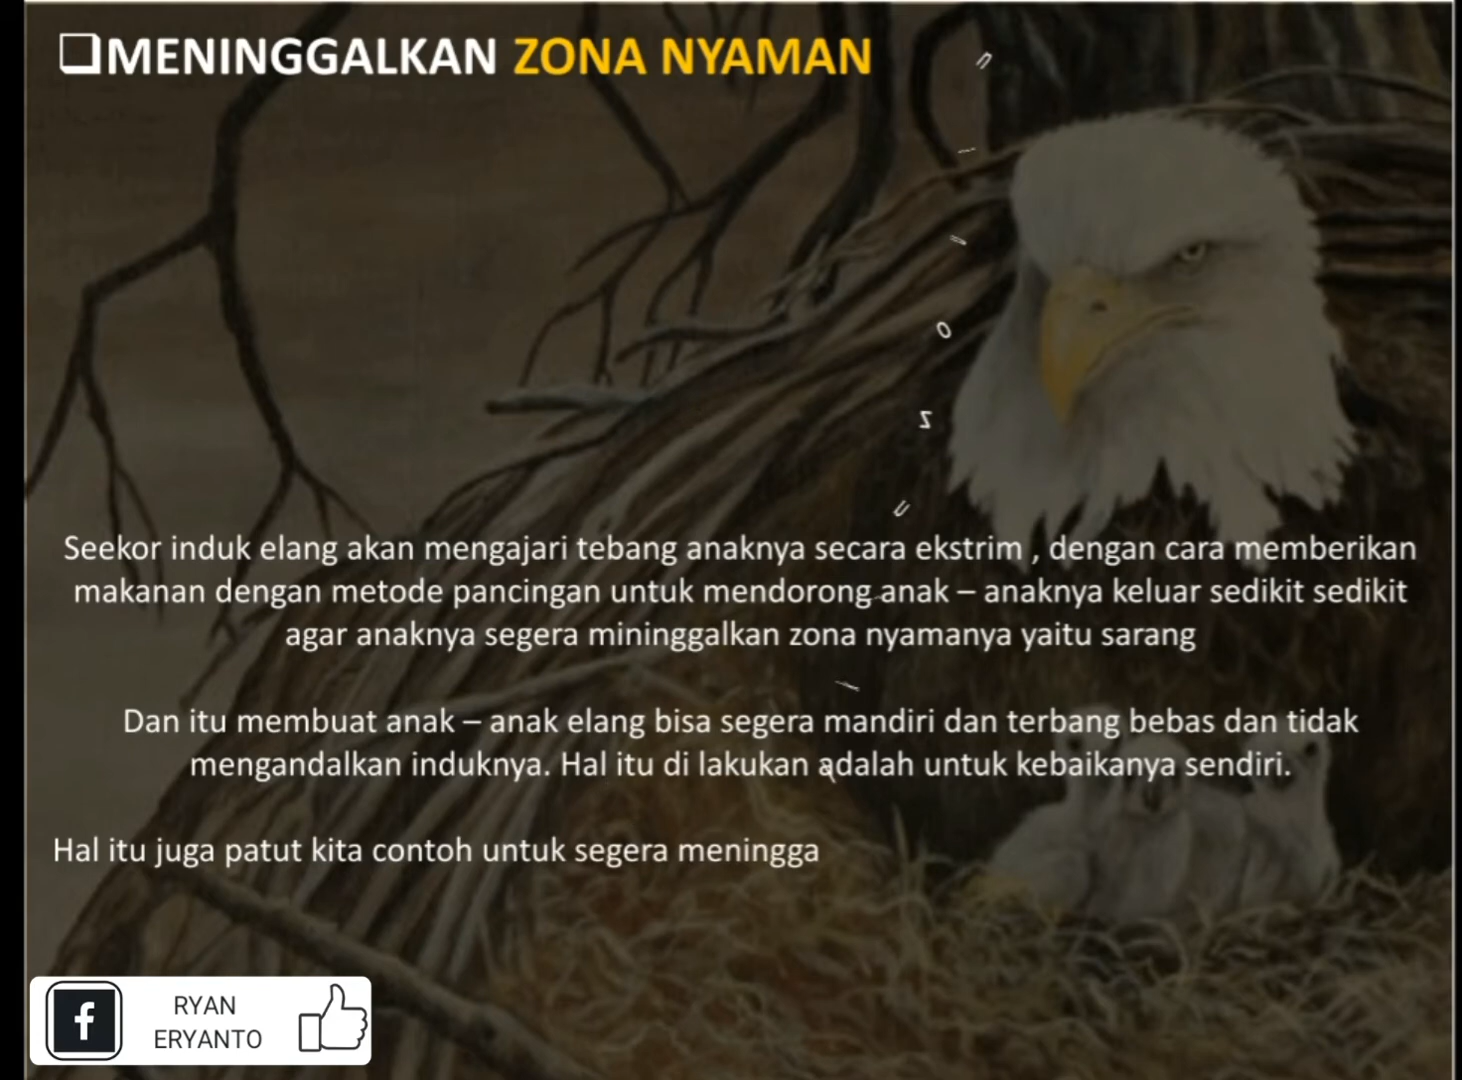 ❑MENINGGALKAN ZONA NYAMAN
Seekor induk elang akan mengajari tebang anaknya secara ekstrim , dengan cara memberikan
makanan dengan metode pancingan untuk mendorong anak – anaknya keluar sedikit sedikit
agar anaknya segera mininggalkan zona nyamanya yaitu sarang
Dan itu membuat anak – anak elang bisa segera mandiri dan terbang bebas dan tidak
mengandalkan induknya. Hal itu di lakukan adalah untuk kebaikanya sendiri.
Hal itu juga patut kita contoh untuk segera meningga
f RYAN
ERYANTO